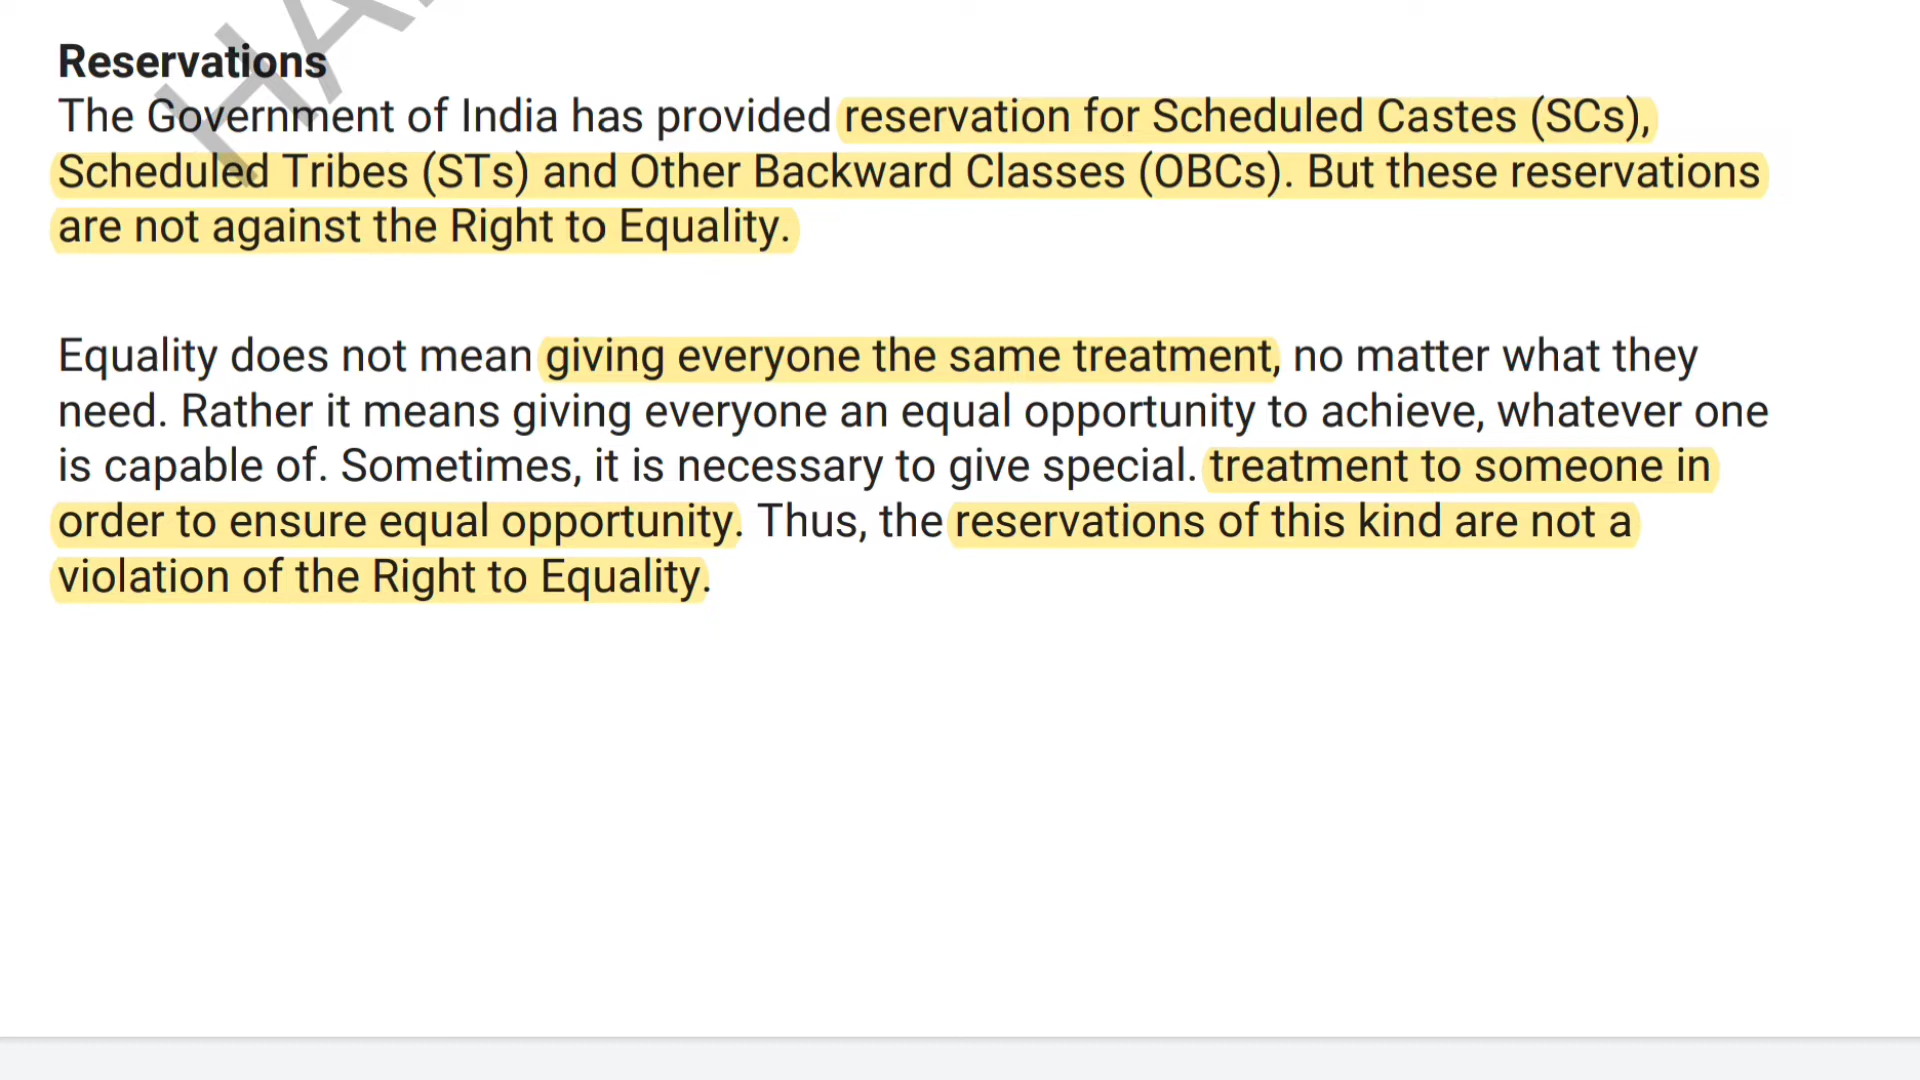 Reservations
The Government of India has provided reservation for Scheduled Castes (SCs),
Scheduled Tribes (STs) and Other Backward Classes (OBCs). But these reservations
are not against the Right to Equality.
Equality does not mean giving everyone the same treatment, no matter what they
need. Rather it means giving everyone an equal opportunity to achieve, whatever one
is capable of. Sometimes, it is necessary to give special. treatment to someone in
order to ensure equal opportunity. Thus, the reservations of this kind are not a
violation of the Right to Equality.